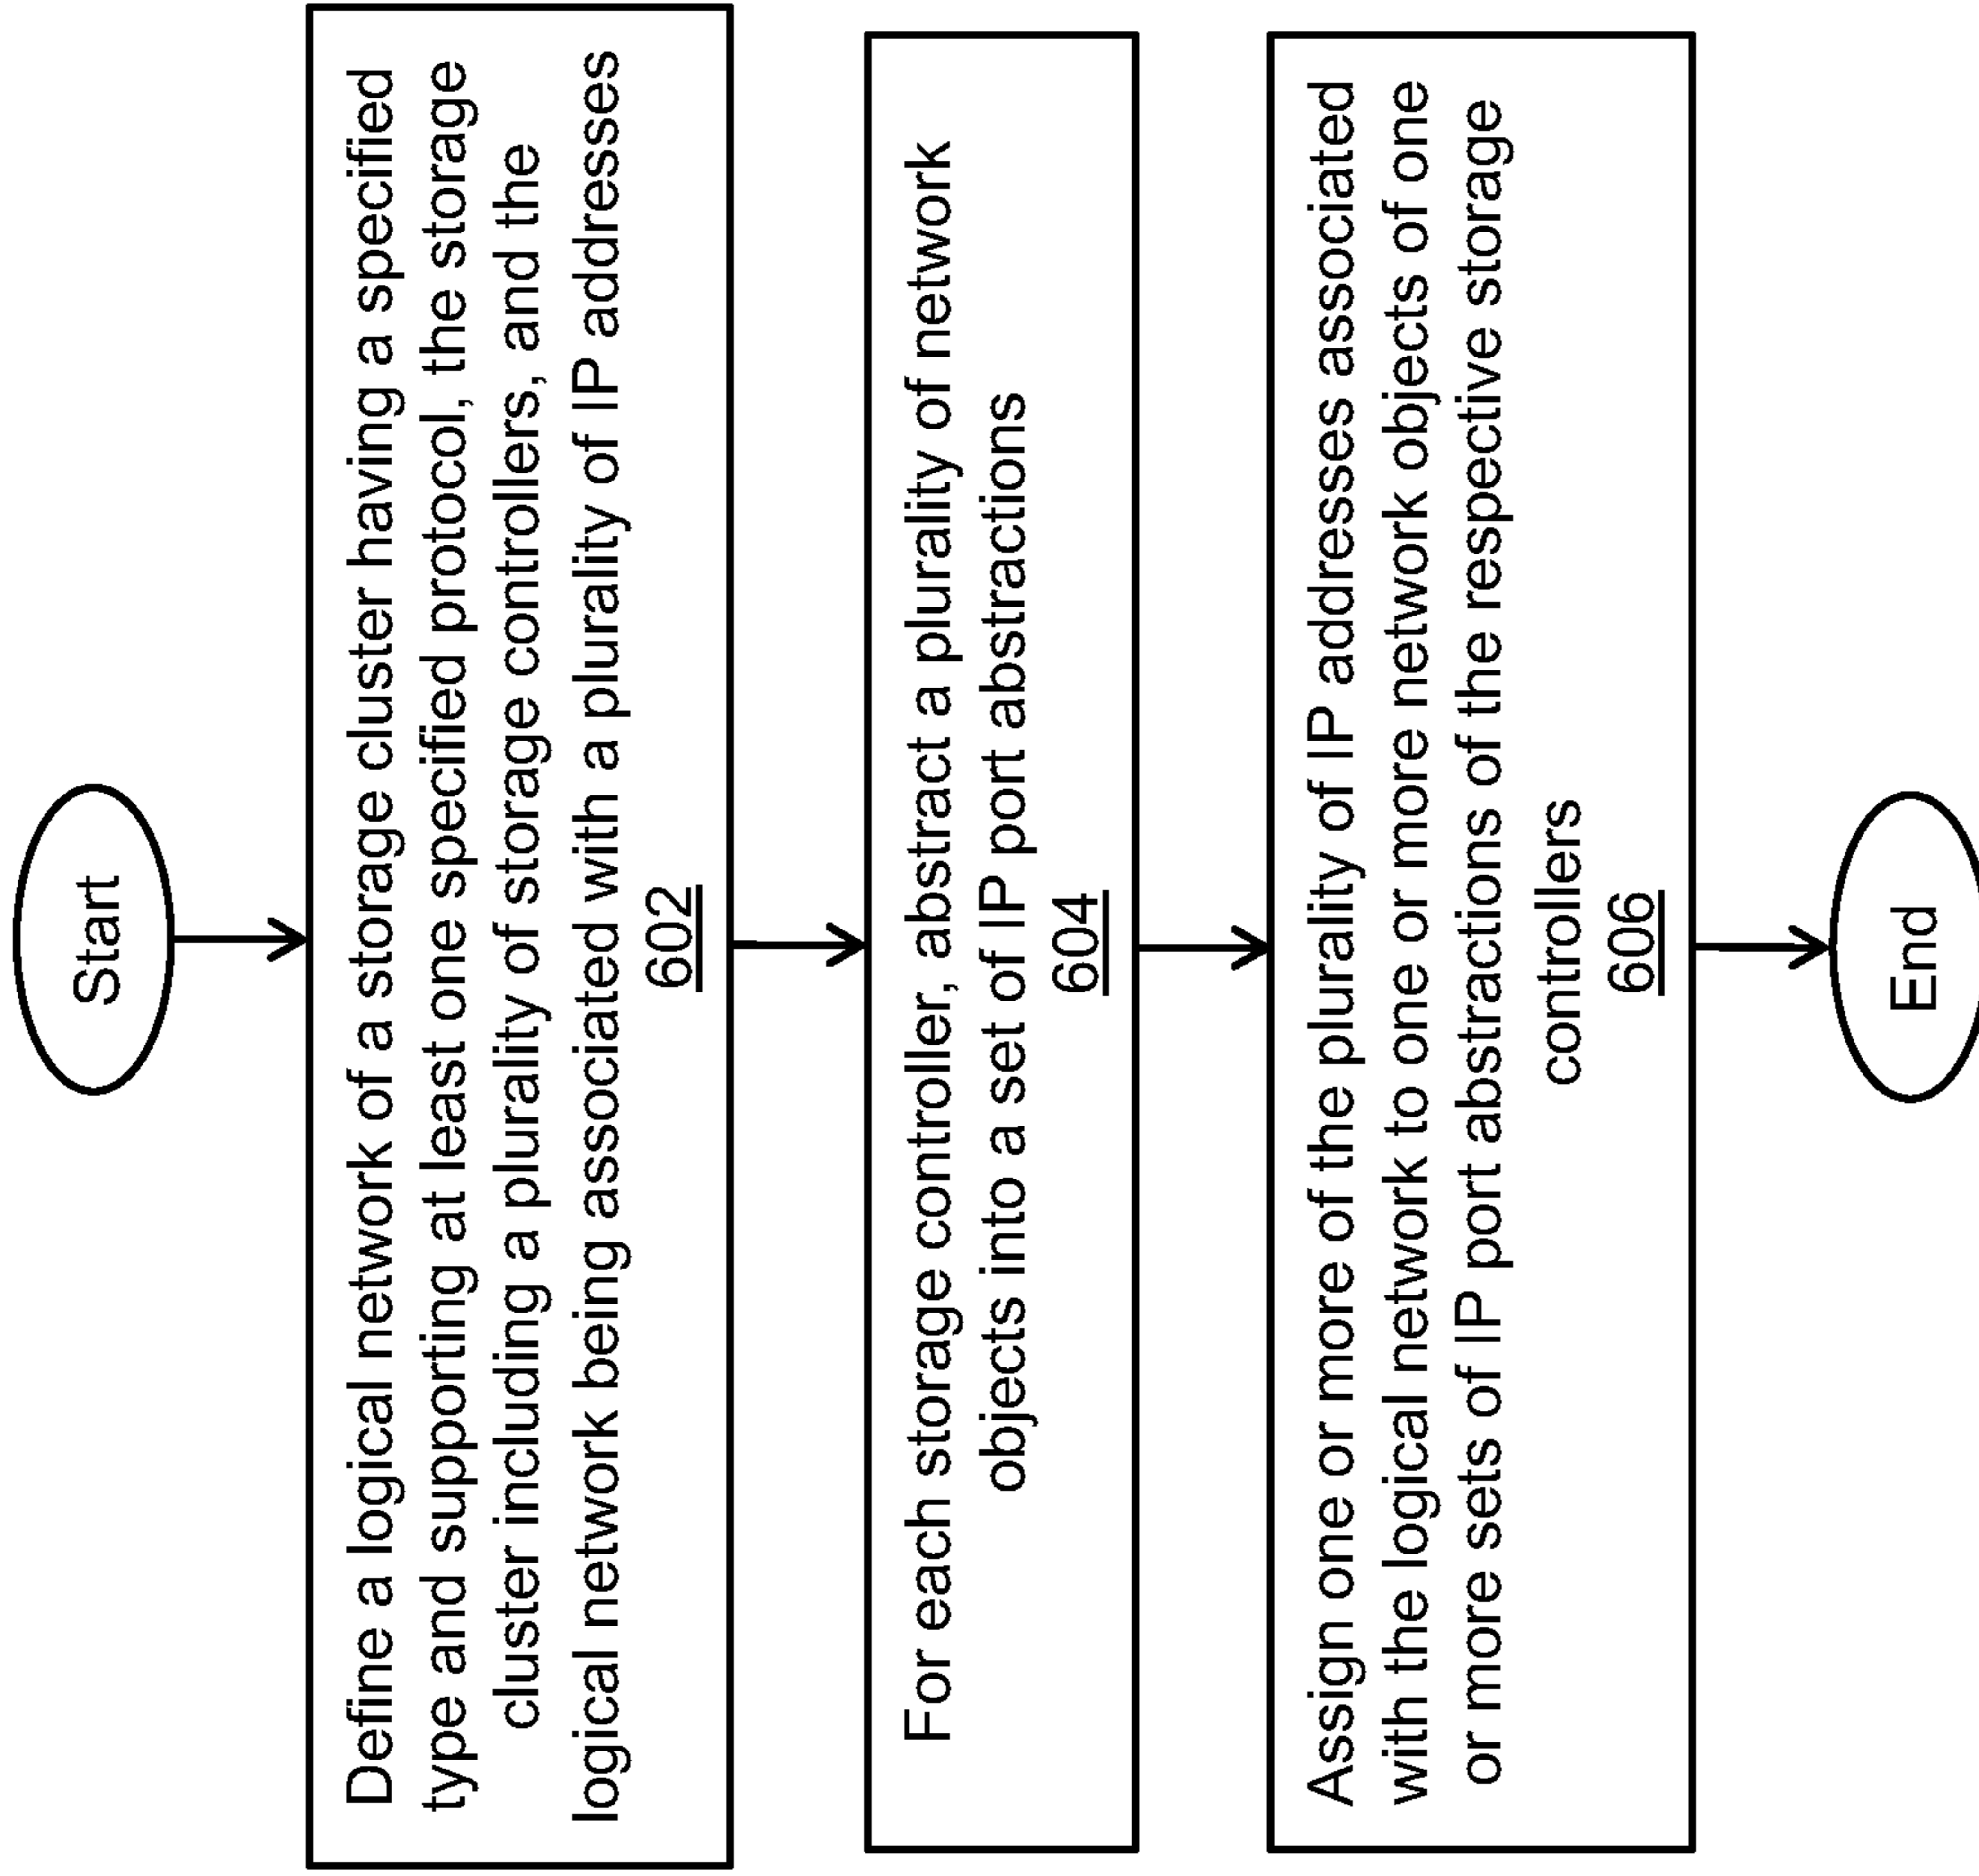 Start
Define a logical network of a storage cluster having a specified
type and supporting at least one specified protocol, the storage
cluster including a plurality of storage controllers, and the
logical network being associated with a plurality of IP addresses
602
For each storage controller, abstract a plurality of network
objects into a set of IP port abstractions
604
Assign one or more of the plurality of IP addresses associated
with the logical network to one or more network objects of one
or more sets of IP port abstractions of the respective storage
controllers
606
End